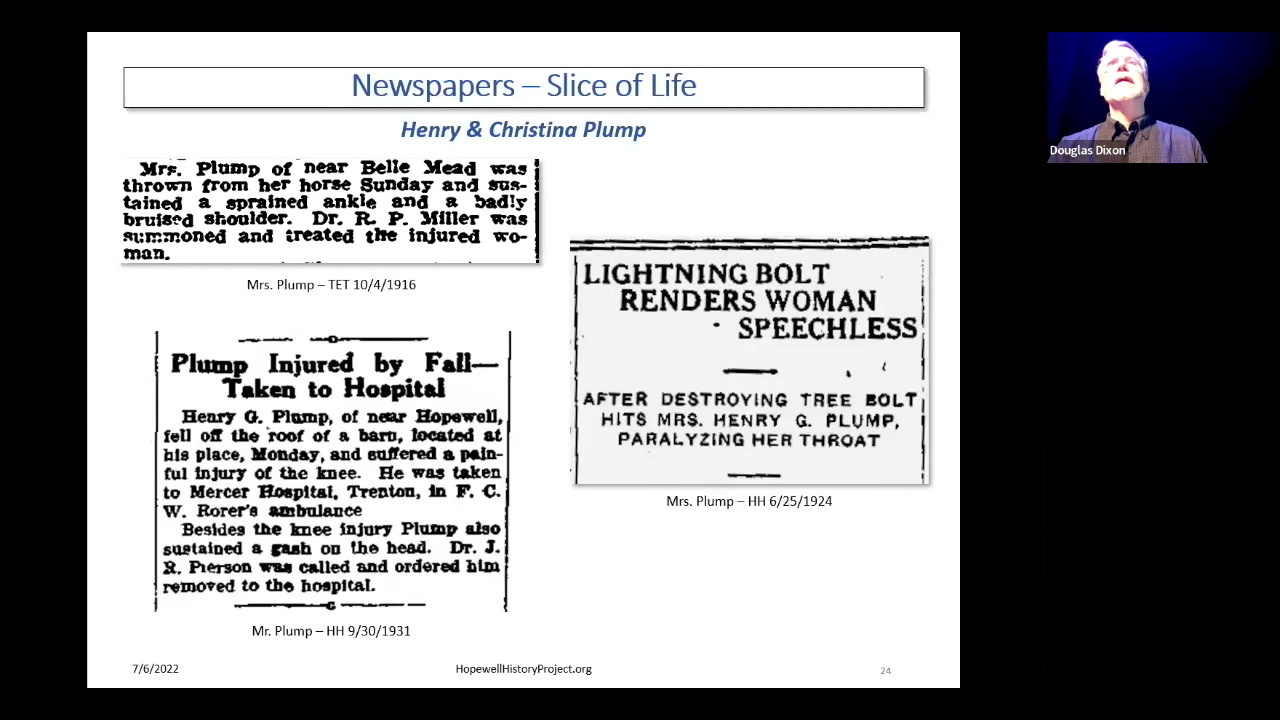 Newspapers – Slice of Life
Henry & Christina Plump
Mrs. Plump of near Belle Mead was
thrown from her horse Sunday and sus-
tained a sprained ankle and a badly
bruised shoulder. Dr. R. P. Miller was
summoned and treated the injured wo-
man.
Mrs. Plump – TET 10/4/1916
Plump Injured by Fall—
Taken to Hospital
Henry G. Plump, of near Hopewell,
fell off the roof of a barn, located at
his place, Monday, and suffered a pain-
ful injury of the knee. He was taken
to Mercer Hospital, Trenton, in F. C.
W. Rorer's ambulance
Besides the knee injury Plump also
sustained a gash on the head. Dr. J.
R. Pierson was called and ordered him
removed to the hospital.
Mr. Plump – HH 9/30/1931
LIGHTNING BOLT
RENDERS WOMAN
SPEECHLESS
AFTER DESTROYING TREE BOLT
HITS MRS. HENRY G. PLUMP,
PARALYZING HER THROAT
Mrs. Plump – HH 6/25/1924
7/6/2022
HopewellHistoryProject.org
24
Douglas Dixon